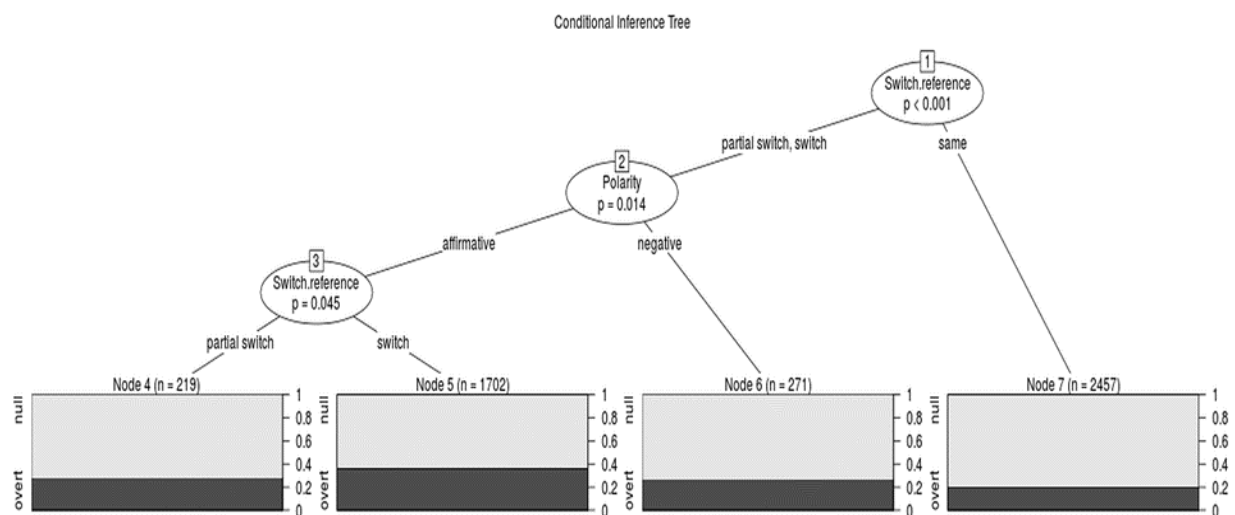 Conditional Inference Tree
1
Switch.reference
p < 0.001
partial switch, switch
same
2
Polarity
p = 0.014
affirmative
negative
3
Switch.reference
p = 0.045
partial switch
switch
Node 4 (n = 219)
null
overt
1
0.8
0.6
0.4
0.2
0
Node 5 (n = 1702)
null
overt
1
0.8
0.6
0.4
0.2
0
Node 6 (n = 271)
null
overt
1
0.8
0.6
0.4
0.2
0
Node 7 (n = 2457)
null
overt
1
0.8
0.6
0.4
0.2
0